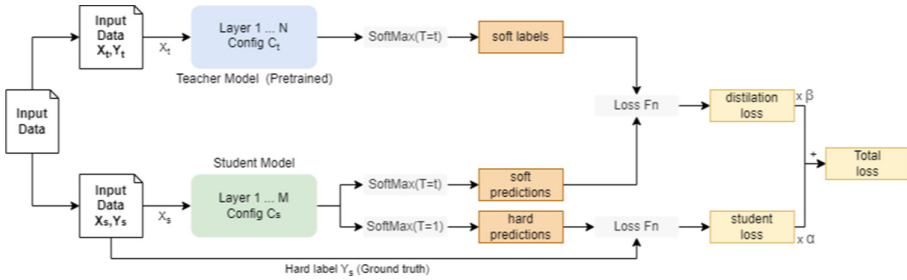 Input
Data
Input
Data
Xt,Yt
Xt
Layer 1 ... N
Config Ct
Teacher Model (Pretrained)
SoftMax(T=t)
soft labels
Loss Fn
distilation
loss
x β
+
Total
loss
Student Model
Input
Data
Xs,Ys
Xs
Layer 1 ... M
Config Cs
SoftMax(T=t)
soft
predictions
SoftMax(T=1)
hard
predictions
Loss Fn
student
loss
x α
Hard label Ys (Ground truth)